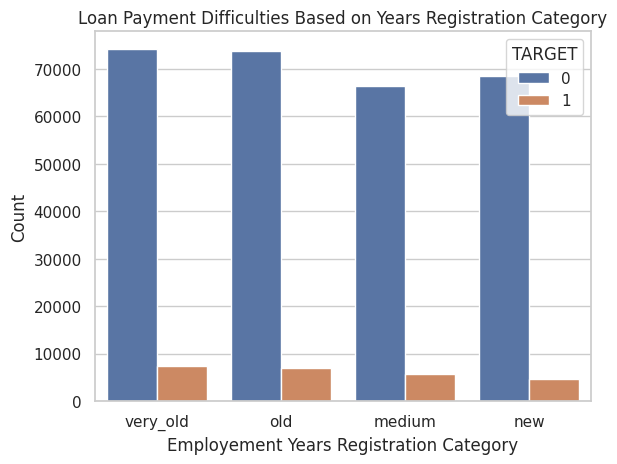 Loan Payment Difficulties Based on Years Registration Category
TARGET
0
1
70000
60000
50000
40000
30000
20000
10000
0
Count
very_old old medium new
Employement Years Registration Category